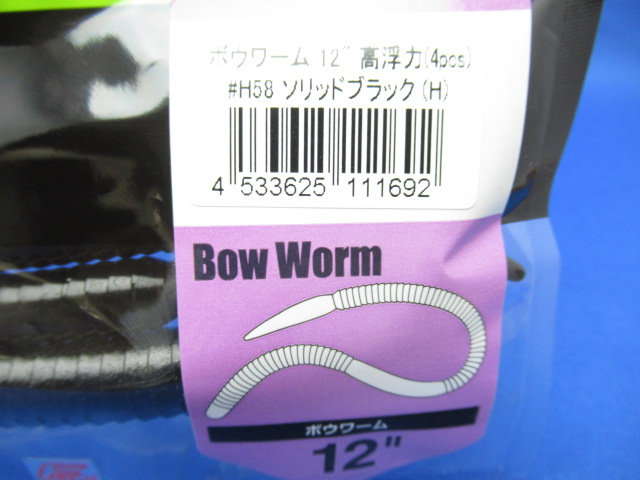 ボウワーム 12" 高浮力(4pcs)
#H58 ソリッドブラック(H)
4 533625 111692
Bow Worm
ボウワーム
12"